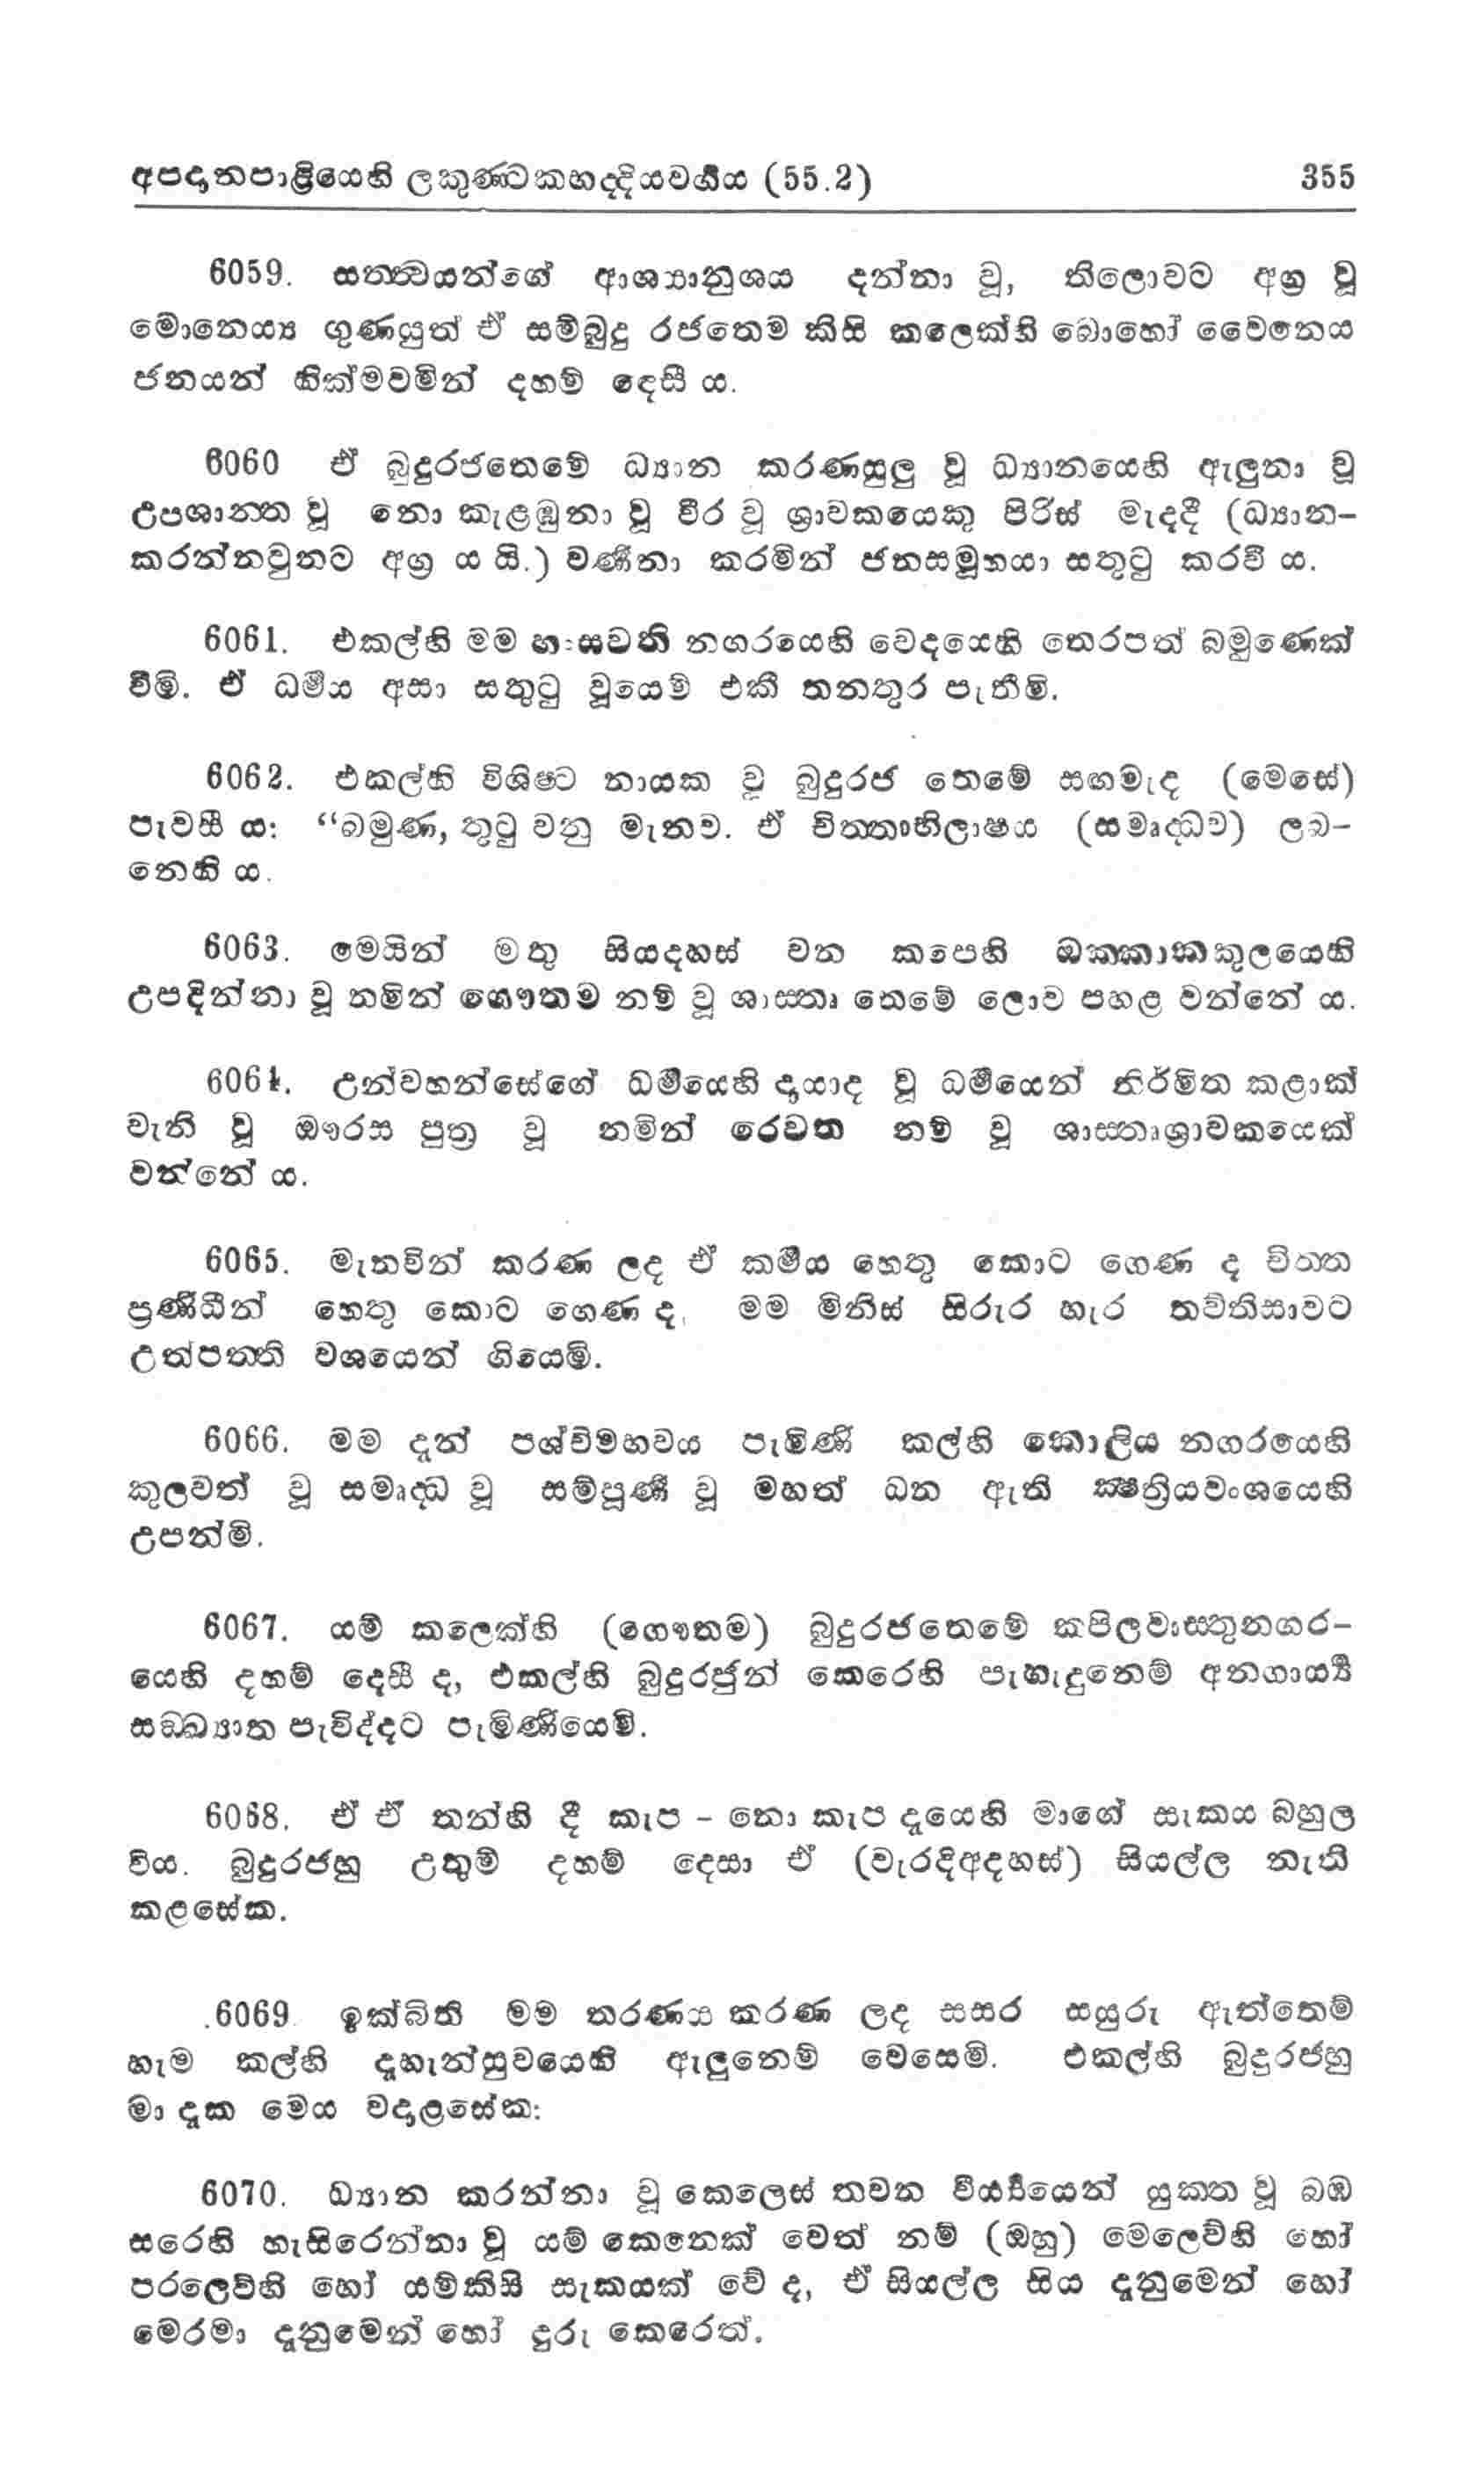 අපදානපාළියෙහි ලකුණ්ටකභද්දියවර්ගය (55.2) 355
6059. සත්ත්වයන්ගේ ආශයානුශය දන්නා වූ, තිලොවට අග්‍ර වූ
මොනෙය්‍ය ගුණයුත් ඒ සම්බුදු රජතෙම කිසි කලෙක්හි බොහෝ වෛනෙය
ජනයන් හික්මවමින් දහම් දෙසී ය.
6060 ඒ බුදුරජතෙමේ ධ්‍යාන කරණසුලු වූ ධ්‍යානයෙහි ඇලුනා වූ
උපශාන්ත වූ නො කැළඹුනා වූ වීර වූ ශ්‍රාවකයෙකු පිරිස් මැදදී (ධ්‍යාන-
කරන්නවුනට අග්‍ර ය යි.) වර්ණනා කරමින් ජනසමූහයා සතුටු කරවී ය.
6061. එකල්හි මම හංසවතී නගරයෙහි වෙදයෙහි තෙරපත් බමුණෙක්
වීමි. ඒ ධර්මය අසා සතුටු වූයෙම් එකී තනතුර පැතීමි.
6062. එකල්හි විශිෂ්ට නායක වූ බුදුරජ තෙමේ සඟමැද (මෙසේ)
පැවසී ය: “බමුණ, තුටු වනු මැනව. ඒ චිත්තාභිලාෂය (සමෘද්ධව) ලබ-
නෙහි ය.
6063. මෙයින් මතු සියදහස් වන කපෙහි ඔක්කාකකුලයෙහි
උපදින්නා වූ නමින් ගෞතම නම් වූ ශාස්තෘ තෙමේ ලොව පහළ වන්නේ ය.
6064. උන්වහන්සේගේ ධර්මයෙහි දායාද වූ ධර්මයෙන් නිර්මිත කළාක්
වැනි වූ ඖරස පුත්‍ර වූ නමින් රෙවත නම් වූ ශාස්තෘශ්‍රාවකයෙක්
වන්නේ ය.
6065. මැනවින් කරණ ලද ඒ කර්මය හෙතු කොට ගෙණ ද චිත්ත
ප්‍රණිධීන් හෙතු කොට ගෙණ ද, මම මිනිස් සිරුර හැර තව්තිසාවට
උත්පත්ති වශයෙන් ගියෙමි.
6066. මම දැන් පශ්චිමභවය පැමිණි කල්හි කොලිය නගරයෙහි
කුලවත් වූ සමෘද්ධ වූ සම්පූර්ණ වූ මහත් ධන ඇති ක්ෂත්‍රියවංශයෙහි
උපන්මි.
6067. යම් කලෙක්හි (ගෞතම) බුදුරජතෙමේ කපිලවාස්තුනගර-
යෙහි දහම් දෙසී ද, එකල්හි බුදුරජුන් කෙරෙහි පැහැදුනෙම් අනගාර්ය්‍ය
සඞ්ඛ්‍යාත පැවිද්දට පැමිණියෙමි.
6068. ඒ ඒ තන්හි දී කැප - නො කැප දැයෙහි මාගේ සැකය බහුල
විය. බුදුරජහු උතුම් දහම් දෙසා ඒ (වැරදිඅදහස්) සියල්ල නැති
කළසේක.
6069. ඉක්බිති මම තරණය කරණ ලද සසර සයුරු ඇත්තෙම්
හැම කල්හි දැහැන්සුවයෙහි ඇලුනෙම් වෙසෙමි. එකල්හි බුදුරජහු
මා දැක මෙය වදාළසේක:
6070. ධ්‍යාන කරන්නා වූ කෙලෙස් තවන වීර්ය්‍යයෙන් යුක්ත වූ බඹ
සරෙහි හැසිරෙන්නා වූ යම් කෙනෙක් වෙත් නම් (ඔහු) මෙලෙව්හි හෝ
පරලෙව්හි හෝ යම්කිසි සැකයක් වේ ද, ඒ සියල්ල සිය දැනුමෙන් හෝ
මෙරමා දැනුමෙන් හෝ දුරු කෙරෙත්.